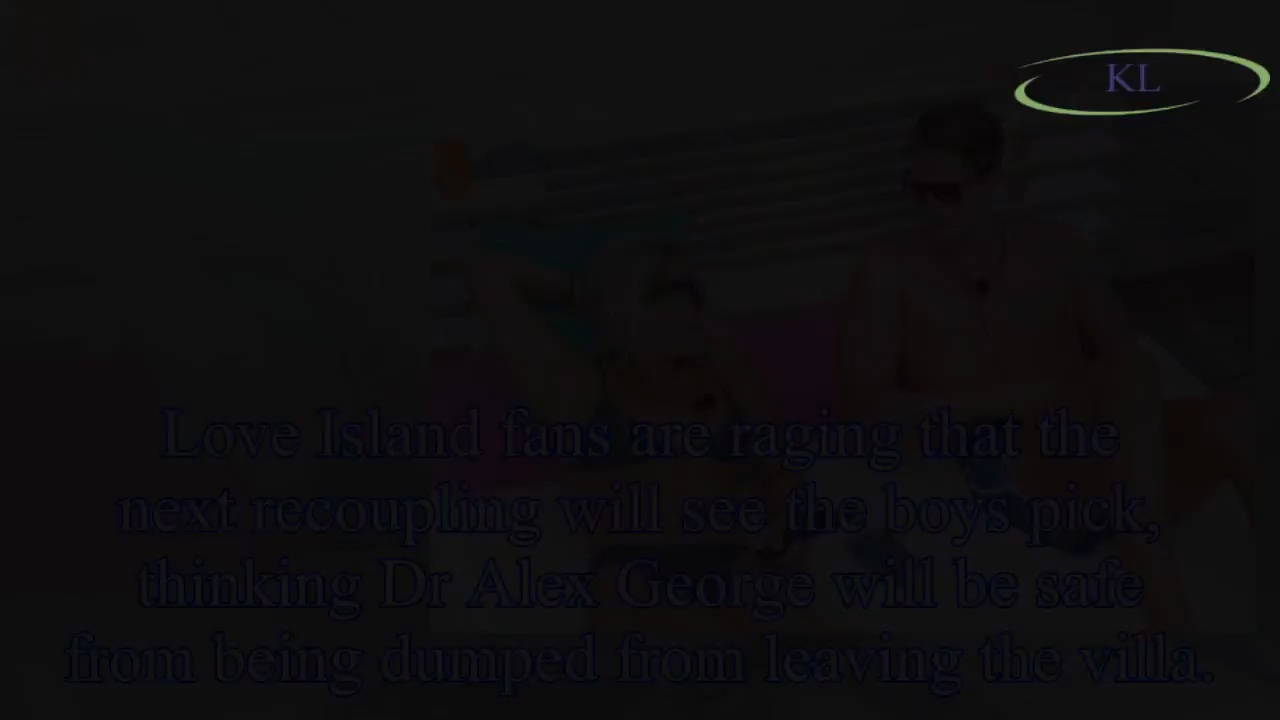 KL
Love Island fans are raging that the
next recoupling will see the boys pick,
thinking Dr Alex George will be safe
from being dumped from leaving the villa.